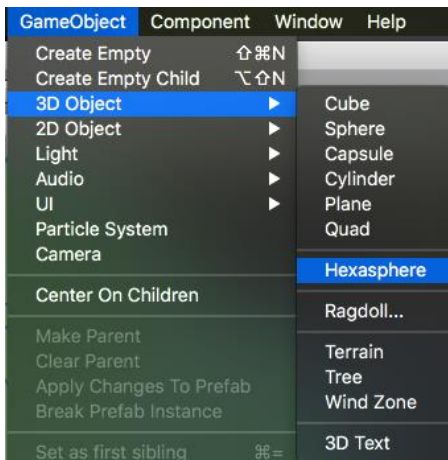 GameObject Component Window Help
Create Empty ⇧⌘N
Create Empty Child ⌥⇧N
3D Object ▶
2D Object ▶
Light ▶
Audio ▶
UI ▶
Particle System
Camera
Center On Children
Make Parent
Clear Parent
Apply Changes To Prefab
Break Prefab Instance
Set as first sibling ⌘=
Cube
Sphere
Capsule
Cylinder
Plane
Quad
Hexasphere
Ragdoll...
Terrain
Tree
Wind Zone
3D Text